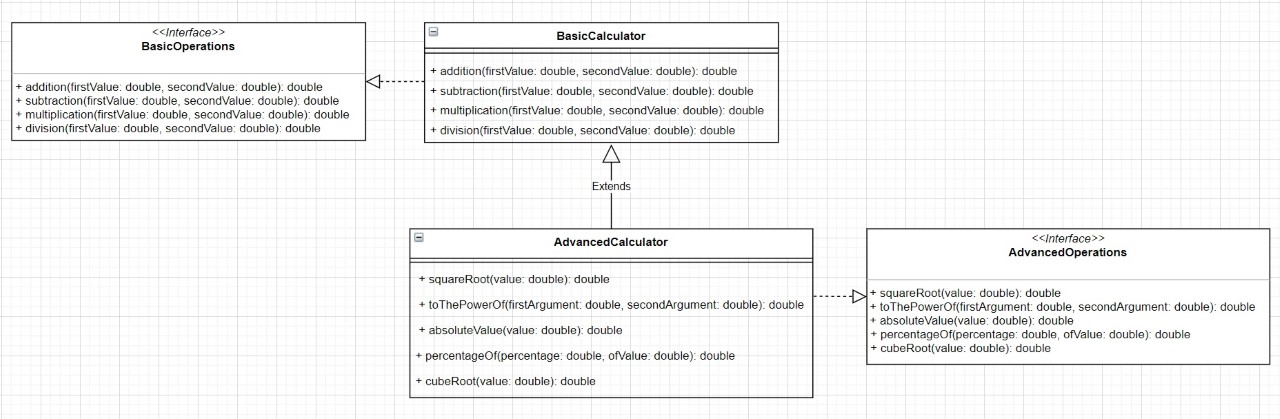 <<Interface>>
BasicOperations
+ addition(firstValue: double, secondValue: double): double
+ subtraction(firstValue: double, secondValue: double): double
+ multiplication(firstValue: double, secondValue: double): double
+ division(firstValue: double, secondValue: double): double
BasicCalculator
+ addition(firstValue: double, secondValue: double): double
+ subtraction(firstValue: double, secondValue: double): double
+ multiplication(firstValue: double, secondValue: double): double
+ division(firstValue: double, secondValue: double): double
Extends
AdvancedCalculator
+ squareRoot(value: double): double
+ toThePowerOf(firstArgument: double, secondArgument: double): double
+ absoluteValue(value: double): double
+ percentageOf(percentage: double, ofValue: double): double
+ cubeRoot(value: double): double
<<Interface>>
AdvancedOperations
+ squareRoot(value: double): double
+ toThePowerOf(firstArgument: double, secondArgument: double): double
+ absoluteValue(value: double): double
+ percentageOf(percentage: double, ofValue: double): double
+ cubeRoot(value: double): double